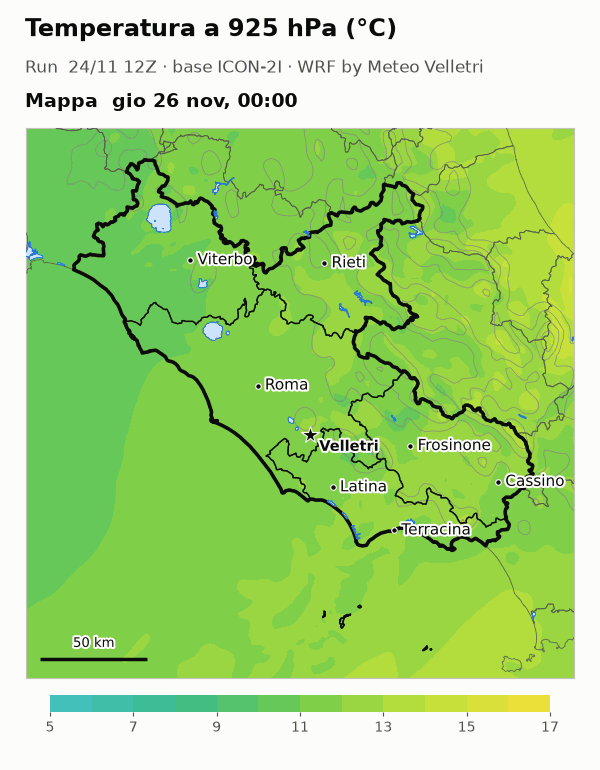 Temperatura a 925 hPa (°C)
Run  24/11 12Z · base ICON-2I · WRF by Meteo Velletri
Mappa  gio 26 nov, 00:00
Viterbo
Rieti
Roma
Velletri
Frosinone
Latina
Cassino
Terracina
50 km
5 7 9 11 13 15 17